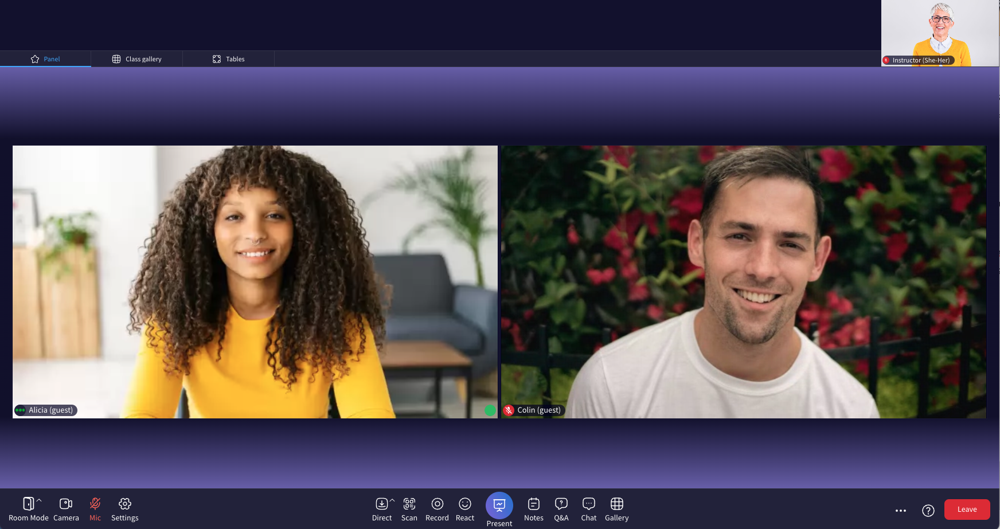 Instructor (She-Her)
Panel
Class gallery
Tables
Alicia (guest)
Colin (guest)
Room Mode
Camera
Mic
Settings
Direct
Scan
Record
React
Present
Notes
Q&A
Chat
Gallery
Leave